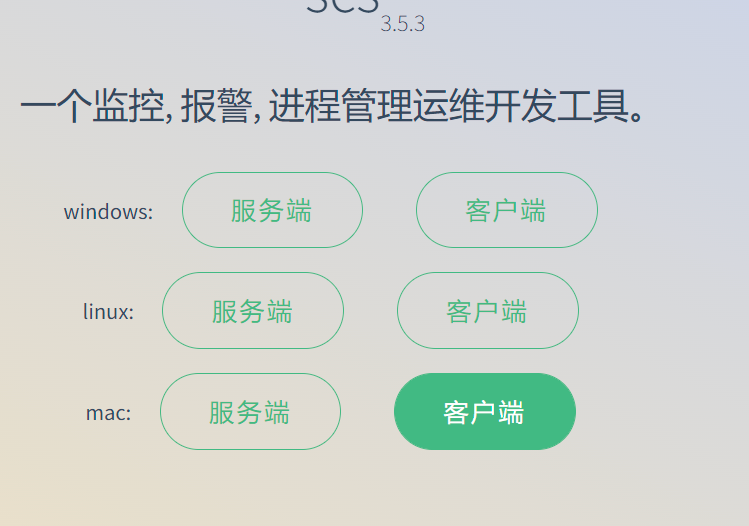 3.5.3
一个监控, 报警, 进程管理运维开发工具。
windows: 服务端 客户端
linux: 服务端 客户端
mac: 服务端 客户端